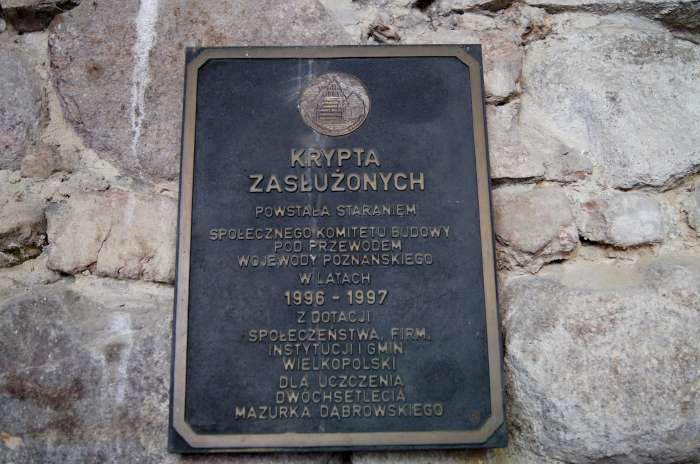 KRYPTA
ZASŁUŻONYCH
POWSTAŁA STARANIEM
SPOŁECZNEGO KOMITETU BUDOWY
POD PRZEWODEM
WOJEWODY POZNAŃSKIEGO
W LATACH
1996 - 1997
Z DOTACJI
SPOŁECZEŃSTWA, FIRM,
INSTYTUCJI I GMIN
WIELKOPOLSKI
DLA UCZCZENIA
DWÓCHSETLECIA
MAZURKA DĄBROWSKIEGO